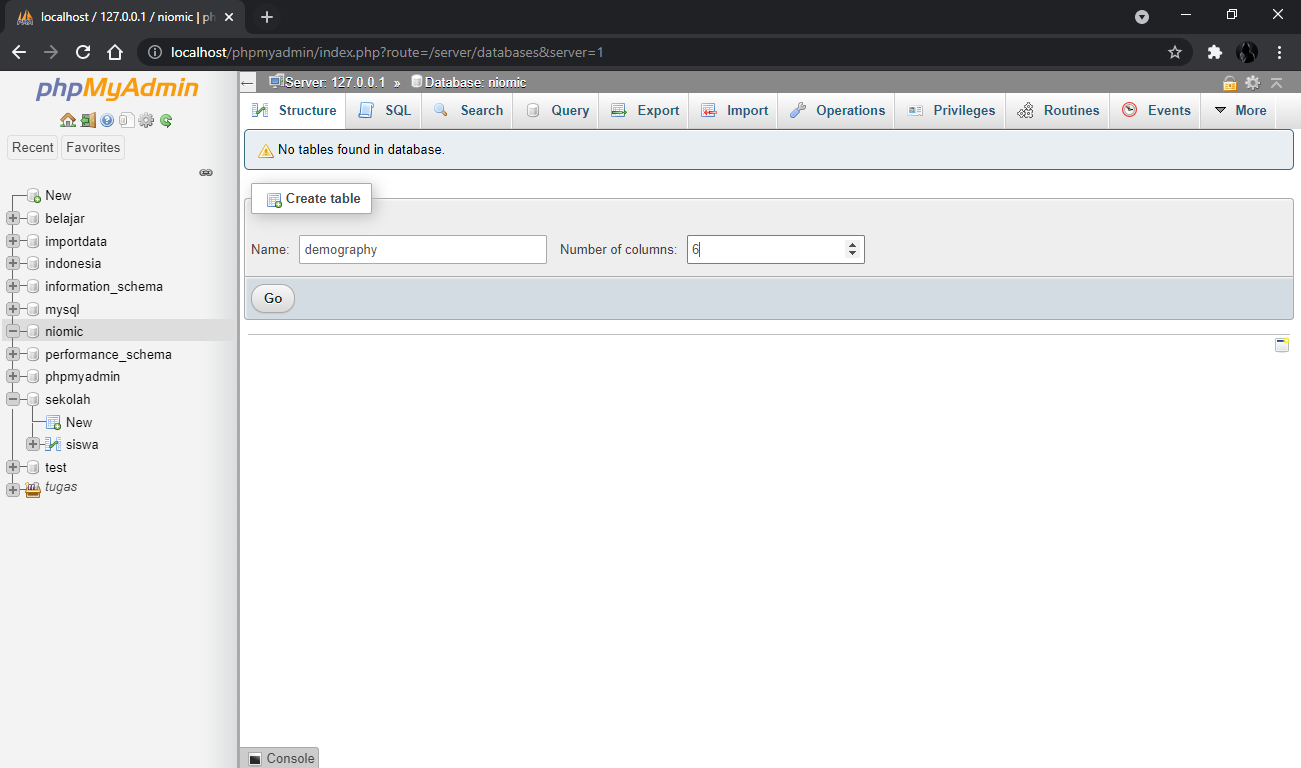 localhost / 127.0.0.1 / niomic | ph
localhost/phpmyadmin/index.php?route=/server/databases&server=1
phpMyAdmin
Recent Favorites
New
belajar
importdata
indonesia
information_schema
mysql
niomic
performance_schema
phpmyadmin
sekolah
New
siswa
test
tugas
Server: 127.0.0.1 » Database: niomic
Structure SQL Search Query Export Import Operations Privileges Routines Events More
No tables found in database.
Create table
Name: demography Number of columns: 6
Go
Console